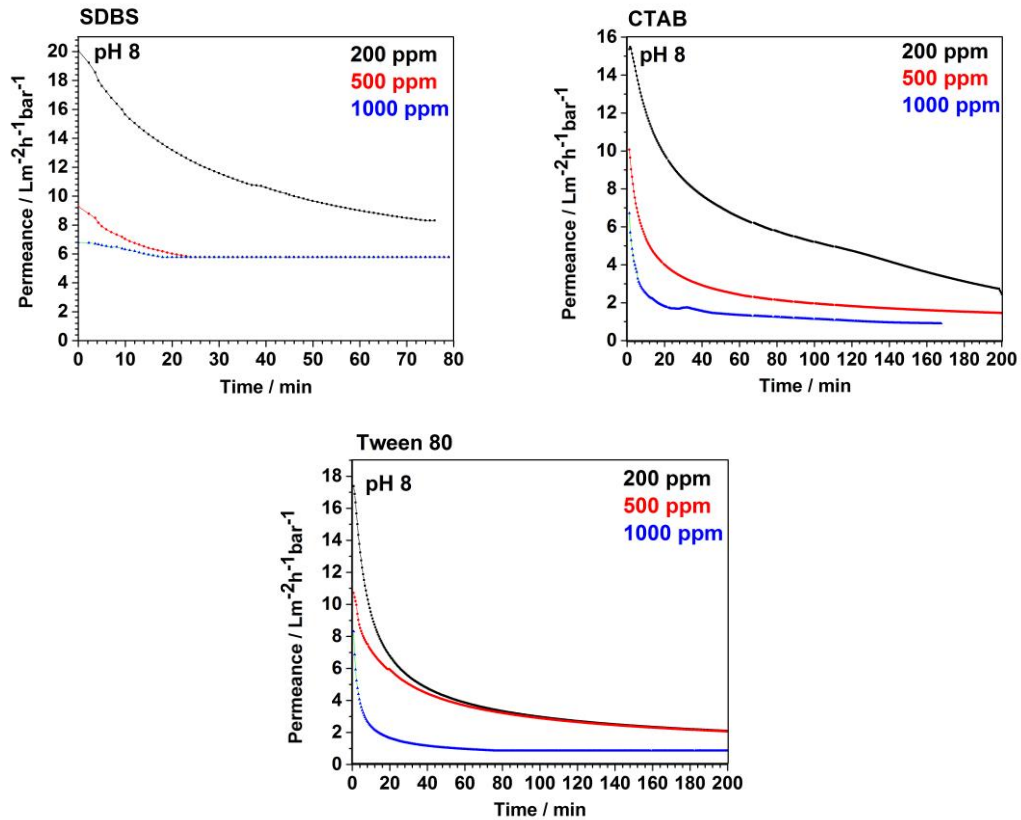 SDBS
pH 8
200 ppm
500 ppm
1000 ppm
20
18
16
14
12
10
8
6
4
2
0
Permeance / Lm⁻²h⁻¹bar⁻¹
0 10 20 30 40 50 60 70 80
Time / min
CTAB
pH 8
200 ppm
500 ppm
1000 ppm
16
14
12
10
8
6
4
2
0
Permeance / Lm⁻²h⁻¹bar⁻¹
0 20 40 60 80 100 120 140 160 180 200
Time / min
Tween 80
pH 8
200 ppm
500 ppm
1000 ppm
18
16
14
12
10
8
6
4
2
0
Permeance / Lm⁻²h⁻¹bar⁻¹
0 20 40 60 80 100 120 140 160 180 200
Time / min